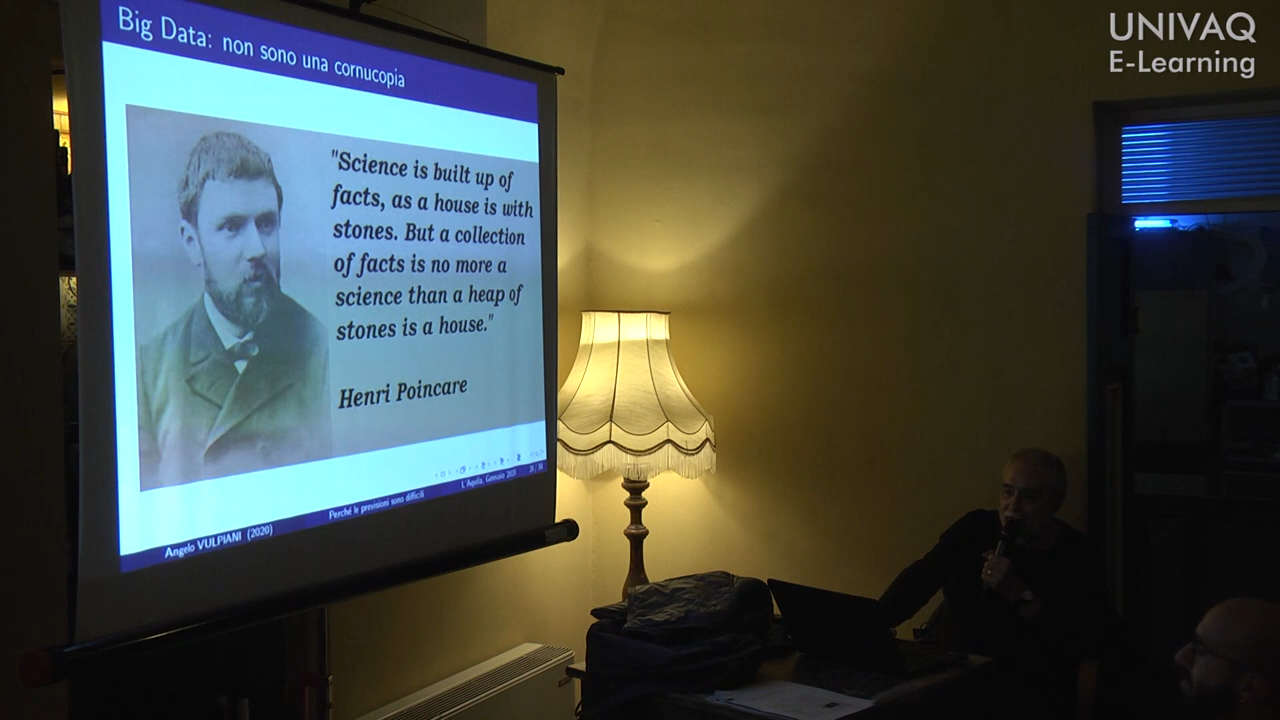 Big Data: non sono una cornucopia
"Science is built up of
facts, as a house is with
stones. But a collection
of facts is no more a
science than a heap of
stones is a house."
Henri Poincare
Angelo VULPIANI (2020)
Perché le previsioni sono difficili
L'Aquila, Gennaio 2020
UNIVAQ
E-Learning